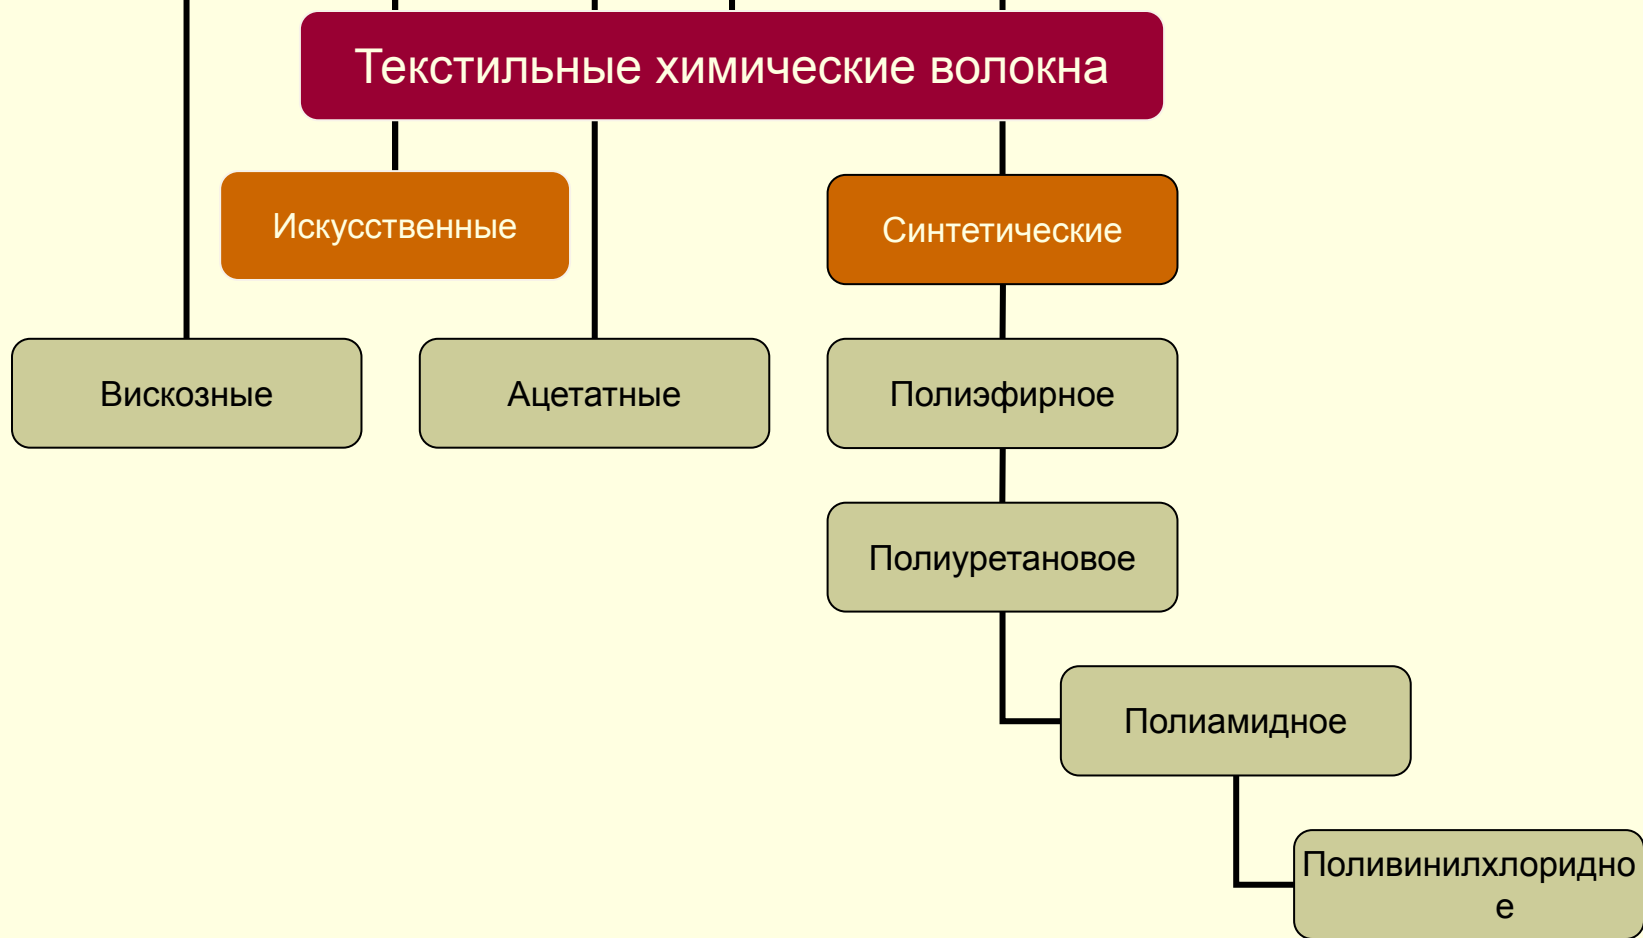 Текстильные химические волокна
Искусственные
Синтетические
Вискозные
Ацетатные
Полиэфирное
Полиуретановое
Полиамидное
Поливинилхлоридно
е